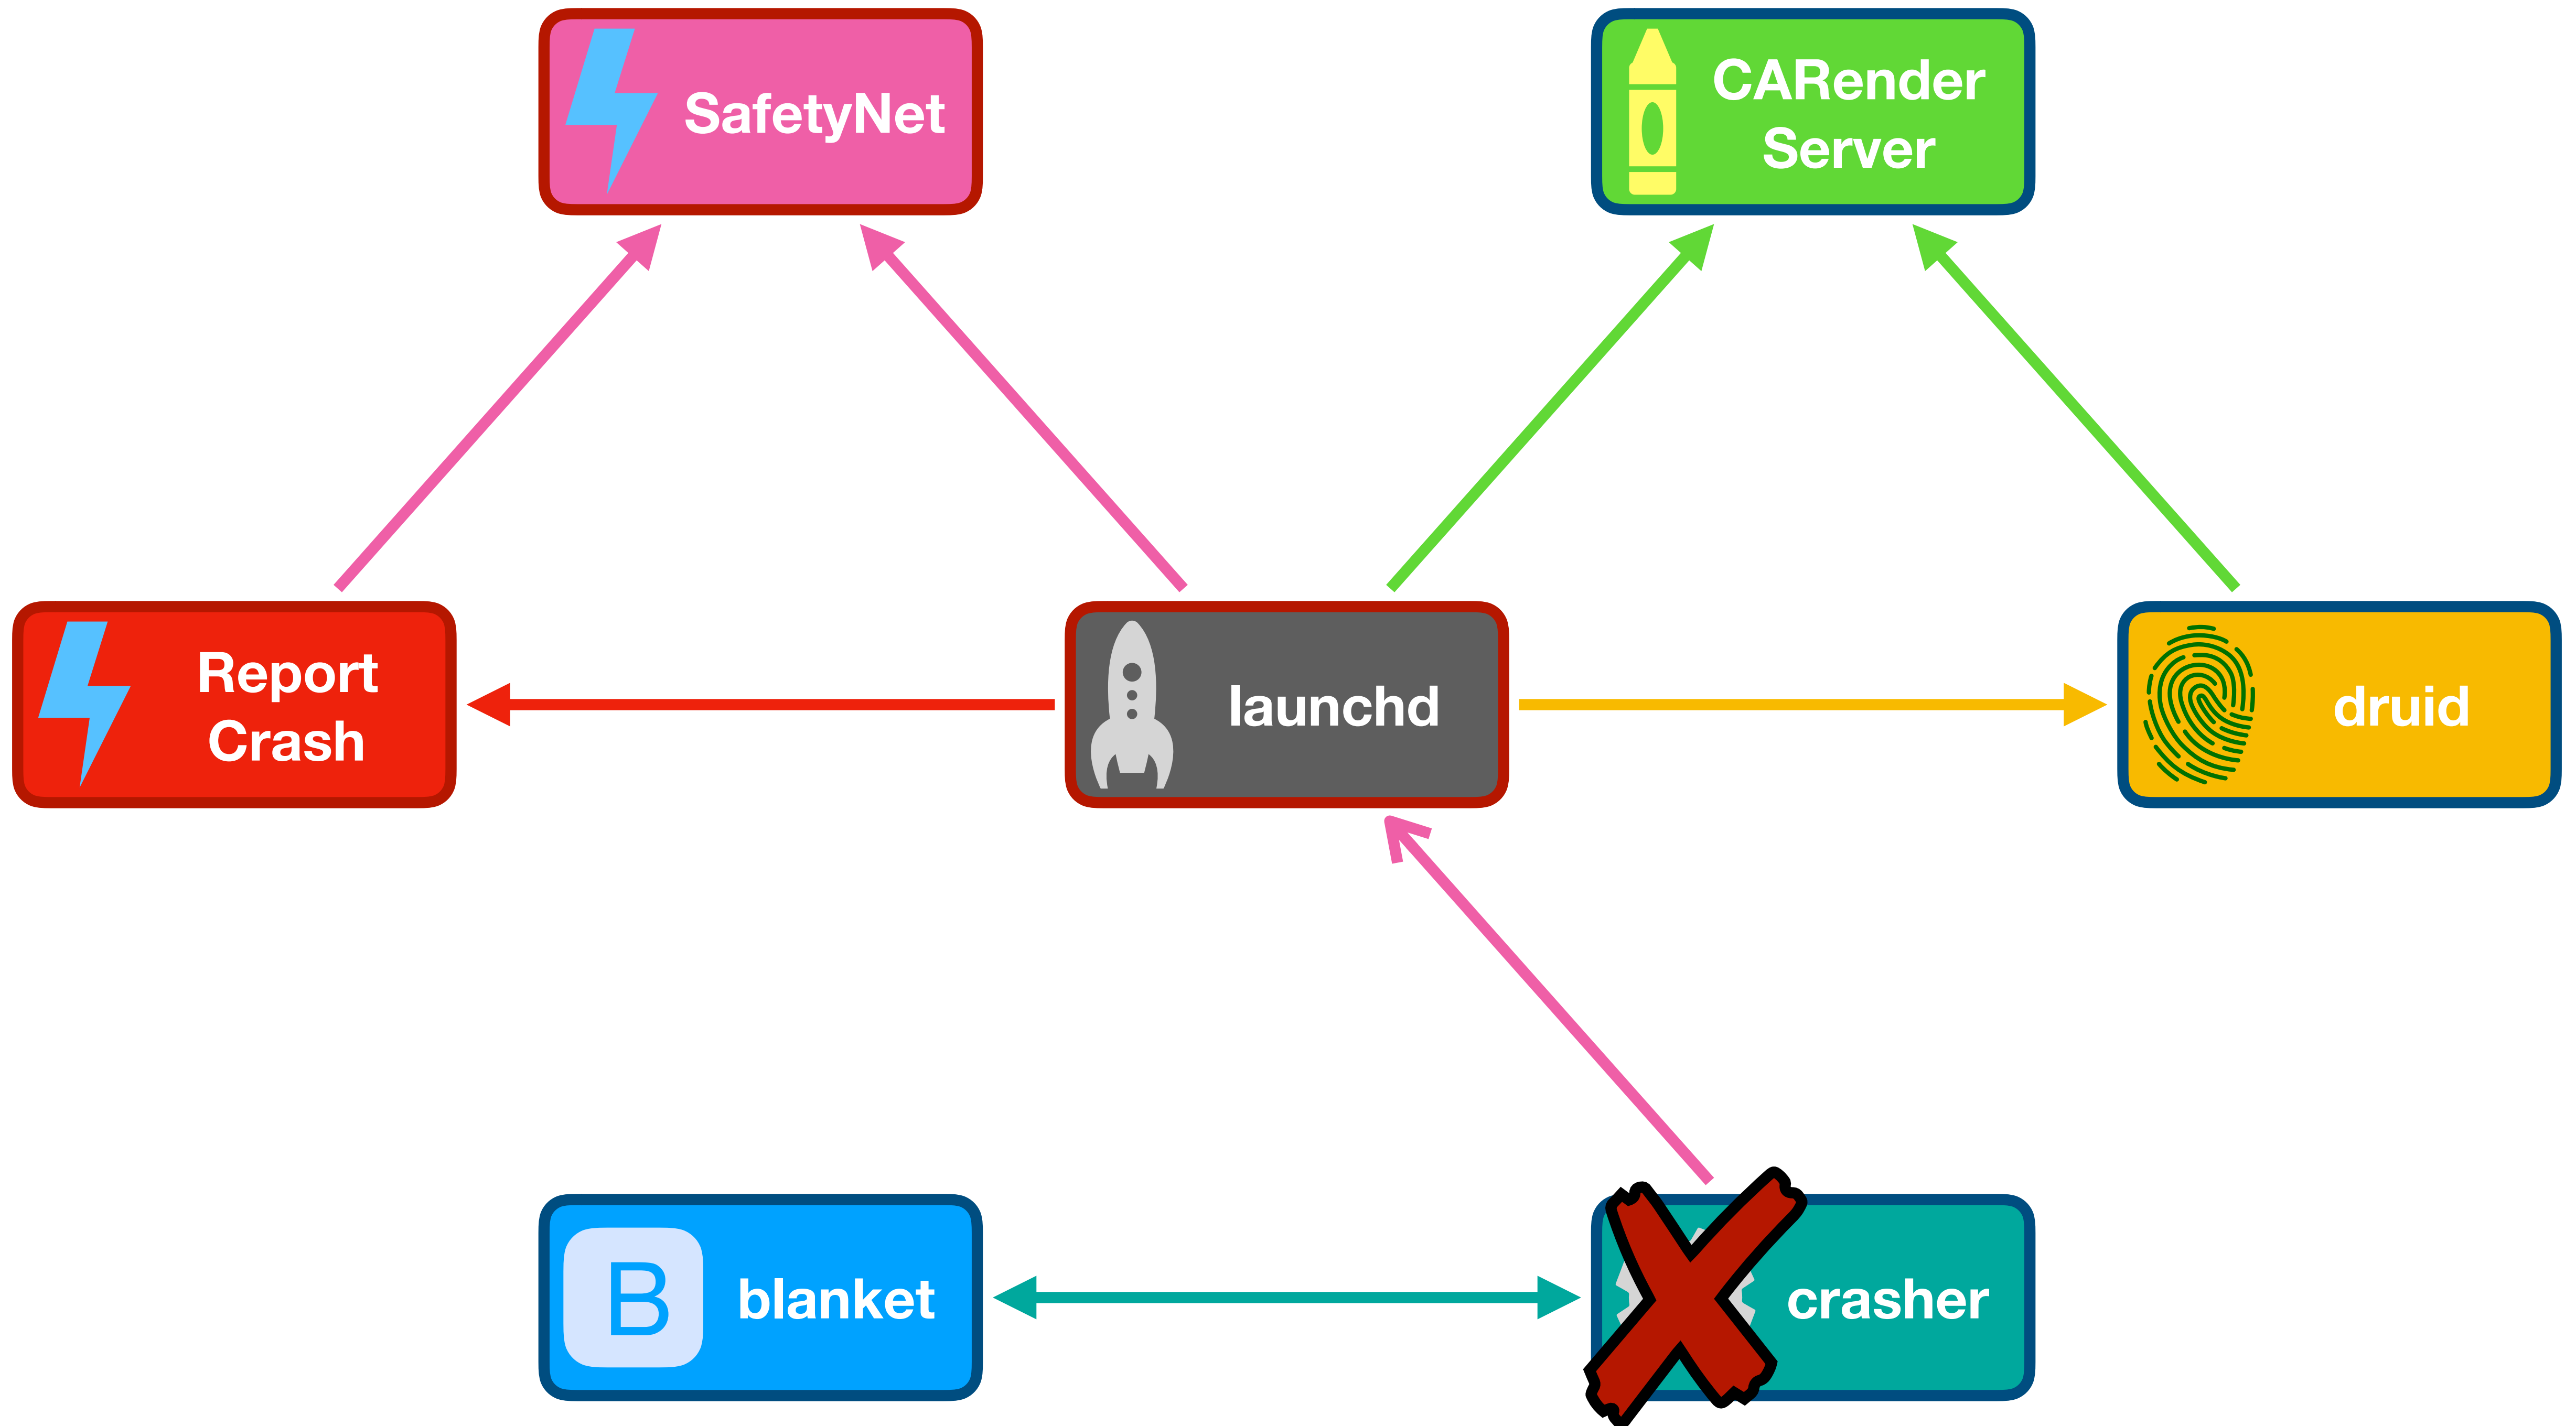 SafetyNet
CARender
Server
Report
Crash
launchd
druid
B
blanket
crasher